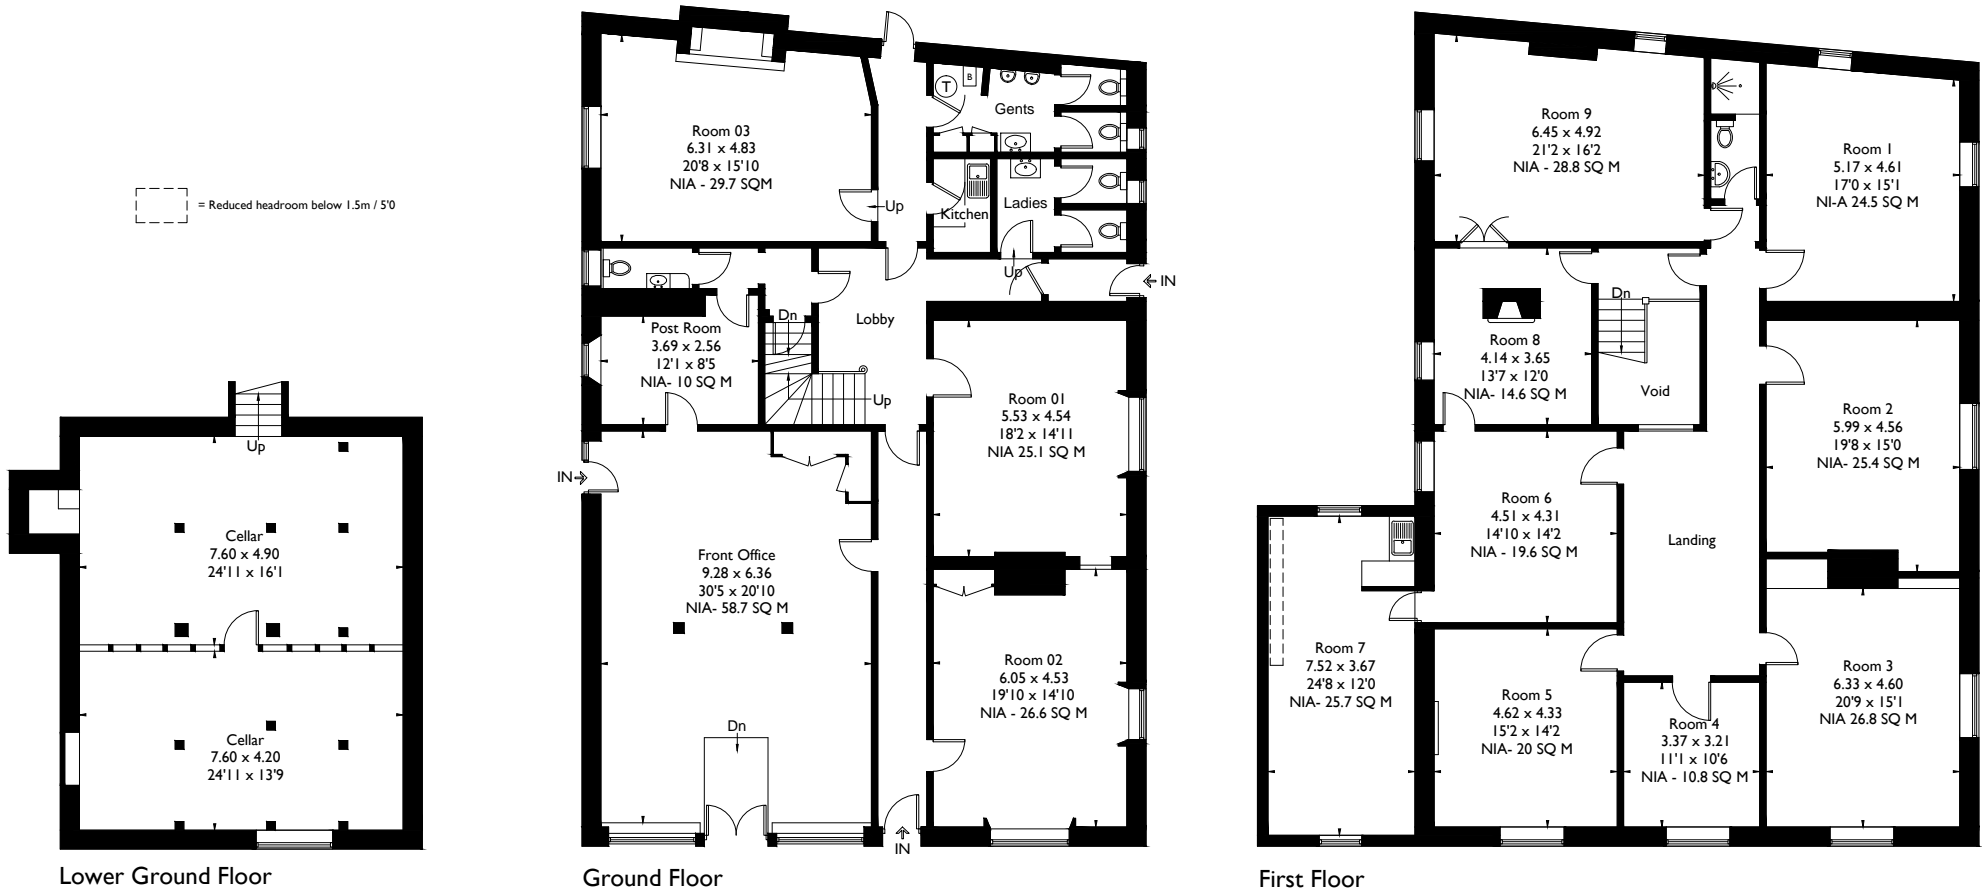 = Reduced headroom below 1.5m / 5'0
Up
Cellar
7.60 x 4.90
24'11 x 16'1
Cellar
7.60 x 4.20
24'11 x 13'9
Lower Ground Floor
Room 03
6.31 x 4.83
20'8 x 15'10
NIA - 29.7 SQM
Up
T
B
Gents
Kitchen
Ladies
Up
IN
Lobby
Dn
Post Room
3.69 x 2.56
12'1 x 8'5
NIA- 10 SQ M
Up
Room 01
5.53 x 4.54
18'2 x 14'11
NIA 25.1 SQ M
IN
Front Office
9.28 x 6.36
30'5 x 20'10
NIA- 58.7 SQ M
Room 02
6.05 x 4.53
19'10 x 14'10
NIA - 26.6 SQ M
Dn
IN
Ground Floor
Room 9
6.45 x 4.92
21'2 x 16'2
NIA - 28.8 SQ M
Room 1
5.17 x 4.61
17'0 x 15'1
NI-A 24.5 SQ M
Dn
Room 8
4.14 x 3.65
13'7 x 12'0
NIA- 14.6 SQ M
Void
Room 2
5.99 x 4.56
19'8 x 15'0
NIA- 25.4 SQ M
Room 6
4.51 x 4.31
14'10 x 14'2
NIA - 19.6 SQ M
Landing
Room 7
7.52 x 3.67
24'8 x 12'0
NIA- 25.7 SQ M
Room 5
4.62 x 4.33
15'2 x 14'2
NIA- 20 SQ M
Room 4
3.37 x 3.21
11'1 x 10'6
NIA - 10.8 SQ M
Room 3
6.33 x 4.60
20'9 x 15'1
NIA 26.8 SQ M
First Floor